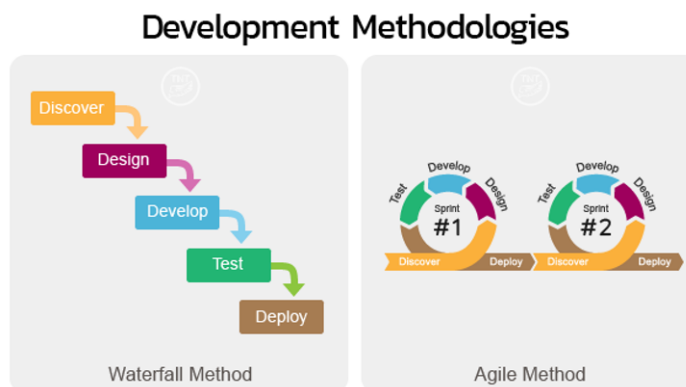 Development Methodologies
Discover
Design
Develop
Test
Deploy
Waterfall Method
Test
Develop
Design
Sprint
#1
Discover
Deploy
Test
Develop
Design
Sprint
#2
Discover
Deploy
Agile Method